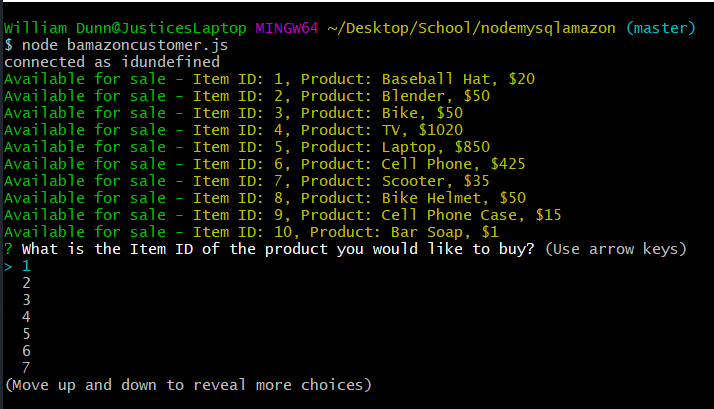 William Dunn@JusticesLaptop MINGW64 ~/Desktop/School/nodemysqlamazon (master)
$ node bamazoncustomer.js
connected as idundefined
Available for sale - Item ID: 1, Product: Baseball Hat, $20
Available for sale - Item ID: 2, Product: Blender, $50
Available for sale - Item ID: 3, Product: Bike, $50
Available for sale - Item ID: 4, Product: TV, $1020
Available for sale - Item ID: 5, Product: Laptop, $850
Available for sale - Item ID: 6, Product: Cell Phone, $425
Available for sale - Item ID: 7, Product: Scooter, $35
Available for sale - Item ID: 8, Product: Bike Helmet, $50
Available for sale - Item ID: 9, Product: Cell Phone Case, $15
Available for sale - Item ID: 10, Product: Bar Soap, $1
? What is the Item ID of the product you would like to buy? (Use arrow keys)
> 1
2
3
4
5
6
7
(Move up and down to reveal more choices)